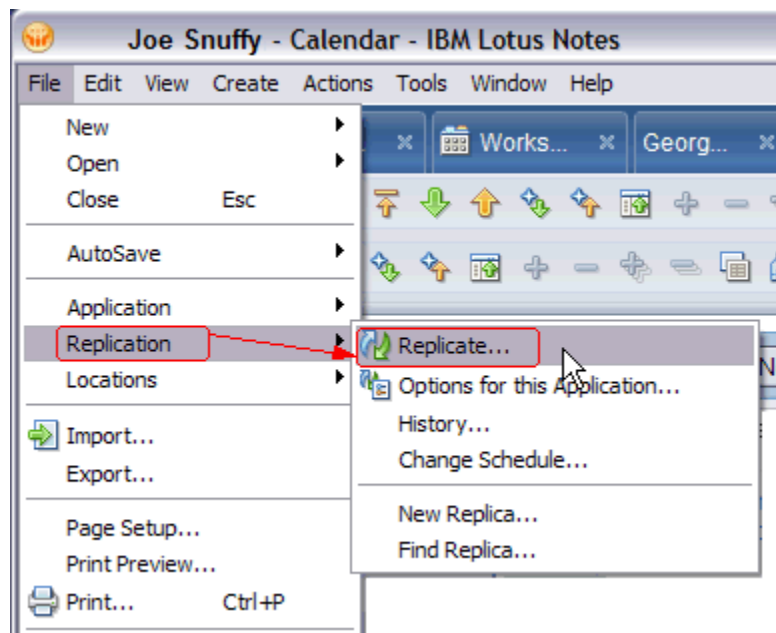 Joe Snuffy - Calendar - IBM Lotus Notes
File Edit View Create Actions Tools Window Help
Works... Georg...
New
Open
Close Esc
AutoSave
Application
Replication
Locations
Import...
Export...
Page Setup...
Print Preview...
Print... Ctrl+P
Replicate...
Options for this Application...
History...
Change Schedule...
New Replica...
Find Replica...
N